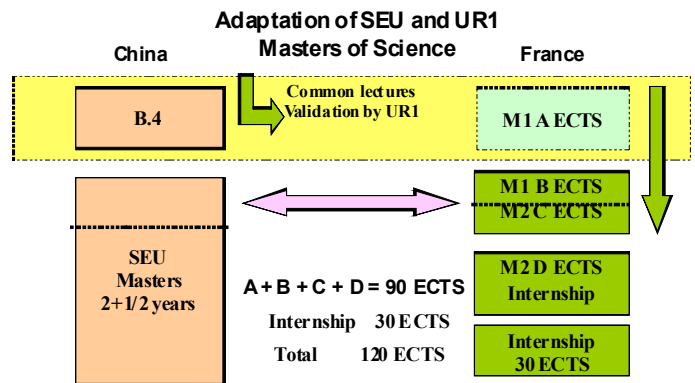 Adaptation of SEU and UR1
Masters of Science
China
France
B.4
Common lectures
Validation by UR1
M1 A ECTS
M1 B ECTS
M2 C ECTS
SEU
Masters
2+1/2 years
A + B + C + D = 90 ECTS
Internship 30 ECTS
Total 120 ECTS
M2 D ECTS
Internship
Internship
30 ECTS